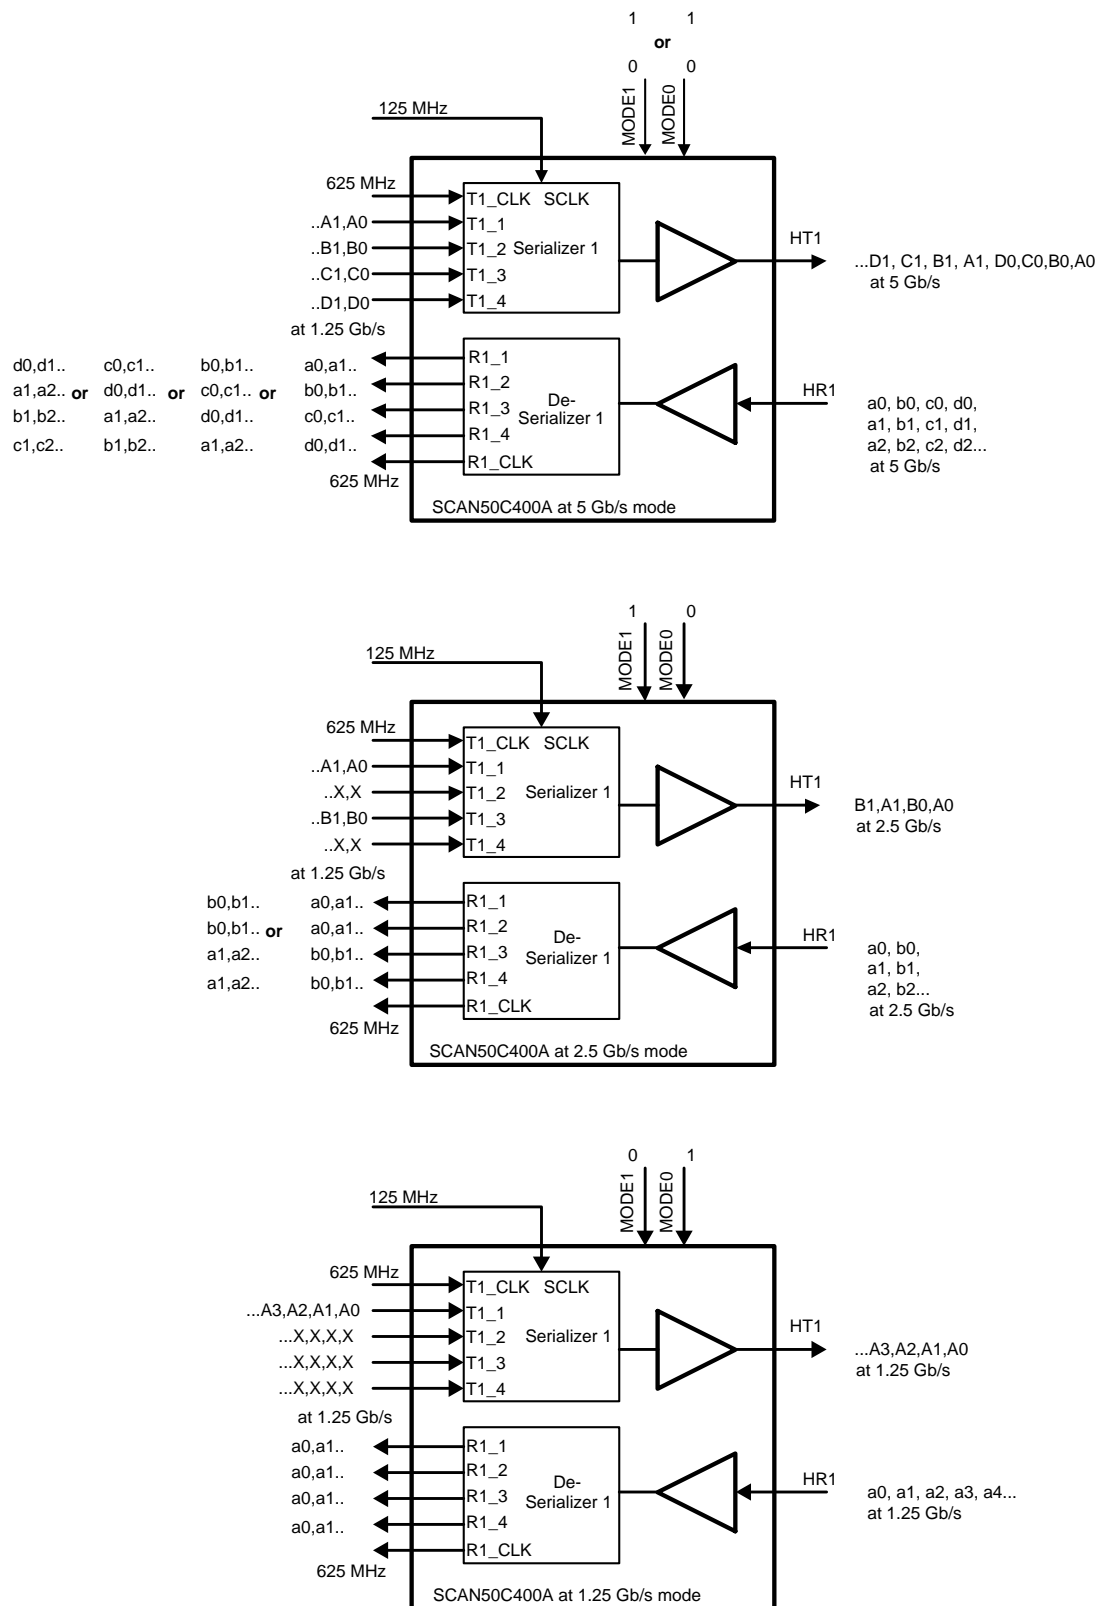 1 1
or
0 0
MODE1 MODE0
125 MHz
625 MHz T1_CLK SCLK
..A1,A0 T1_1
..B1,B0 T1_2 Serializer 1
..C1,C0 T1_3
..D1,D0 T1_4
at 1.25 Gb/s
HT1
...D1, C1, B1, A1, D0,C0,B0,A0
at 5 Gb/s
d0,d1.. c0,c1.. b0,b1.. a0,a1.. R1_1
a1,a2.. or d0,d1.. or c0,c1.. or b0,b1.. R1_2
b1,b2.. a1,a2.. d0,d1.. c0,c1.. R1_3
c1,c2.. b1,b2.. a1,a2.. d0,d1.. R1_4
625 MHz R1_CLK
De-
Serializer 1
HR1
a0, b0, c0, d0,
a1, b1, c1, d1,
a2, b2, c2, d2...
at 5 Gb/s
SCAN50C400A at 5 Gb/s mode
1 0
MODE1 MODE0
125 MHz
625 MHz T1_CLK SCLK
..A1,A0 T1_1
..X,X T1_2 Serializer 1
..B1,B0 T1_3
..X,X T1_4
at 1.25 Gb/s
HT1
B1,A1,B0,A0
at 2.5 Gb/s
b0,b1.. a0,a1.. R1_1
b0,b1.. or a0,a1.. R1_2
a1,a2.. b0,b1.. R1_3
a1,a2.. b0,b1.. R1_4
625 MHz R1_CLK
De-
Serializer 1
HR1
a0, b0,
a1, b1,
a2, b2...
at 2.5 Gb/s
SCAN50C400A at 2.5 Gb/s mode
0 1
MODE1 MODE0
125 MHz
625 MHz T1_CLK SCLK
...A3,A2,A1,A0 T1_1
...X,X,X,X T1_2 Serializer 1
...X,X,X,X T1_3
...X,X,X,X T1_4
at 1.25 Gb/s
HT1
...A3,A2,A1,A0
at 1.25 Gb/s
a0,a1.. R1_1
a0,a1.. R1_2
a0,a1.. R1_3
a0,a1.. R1_4
625 MHz R1_CLK
De-
Serializer 1
HR1
a0, a1, a2, a3, a4...
at 1.25 Gb/s
SCAN50C400A at 1.25 Gb/s mode